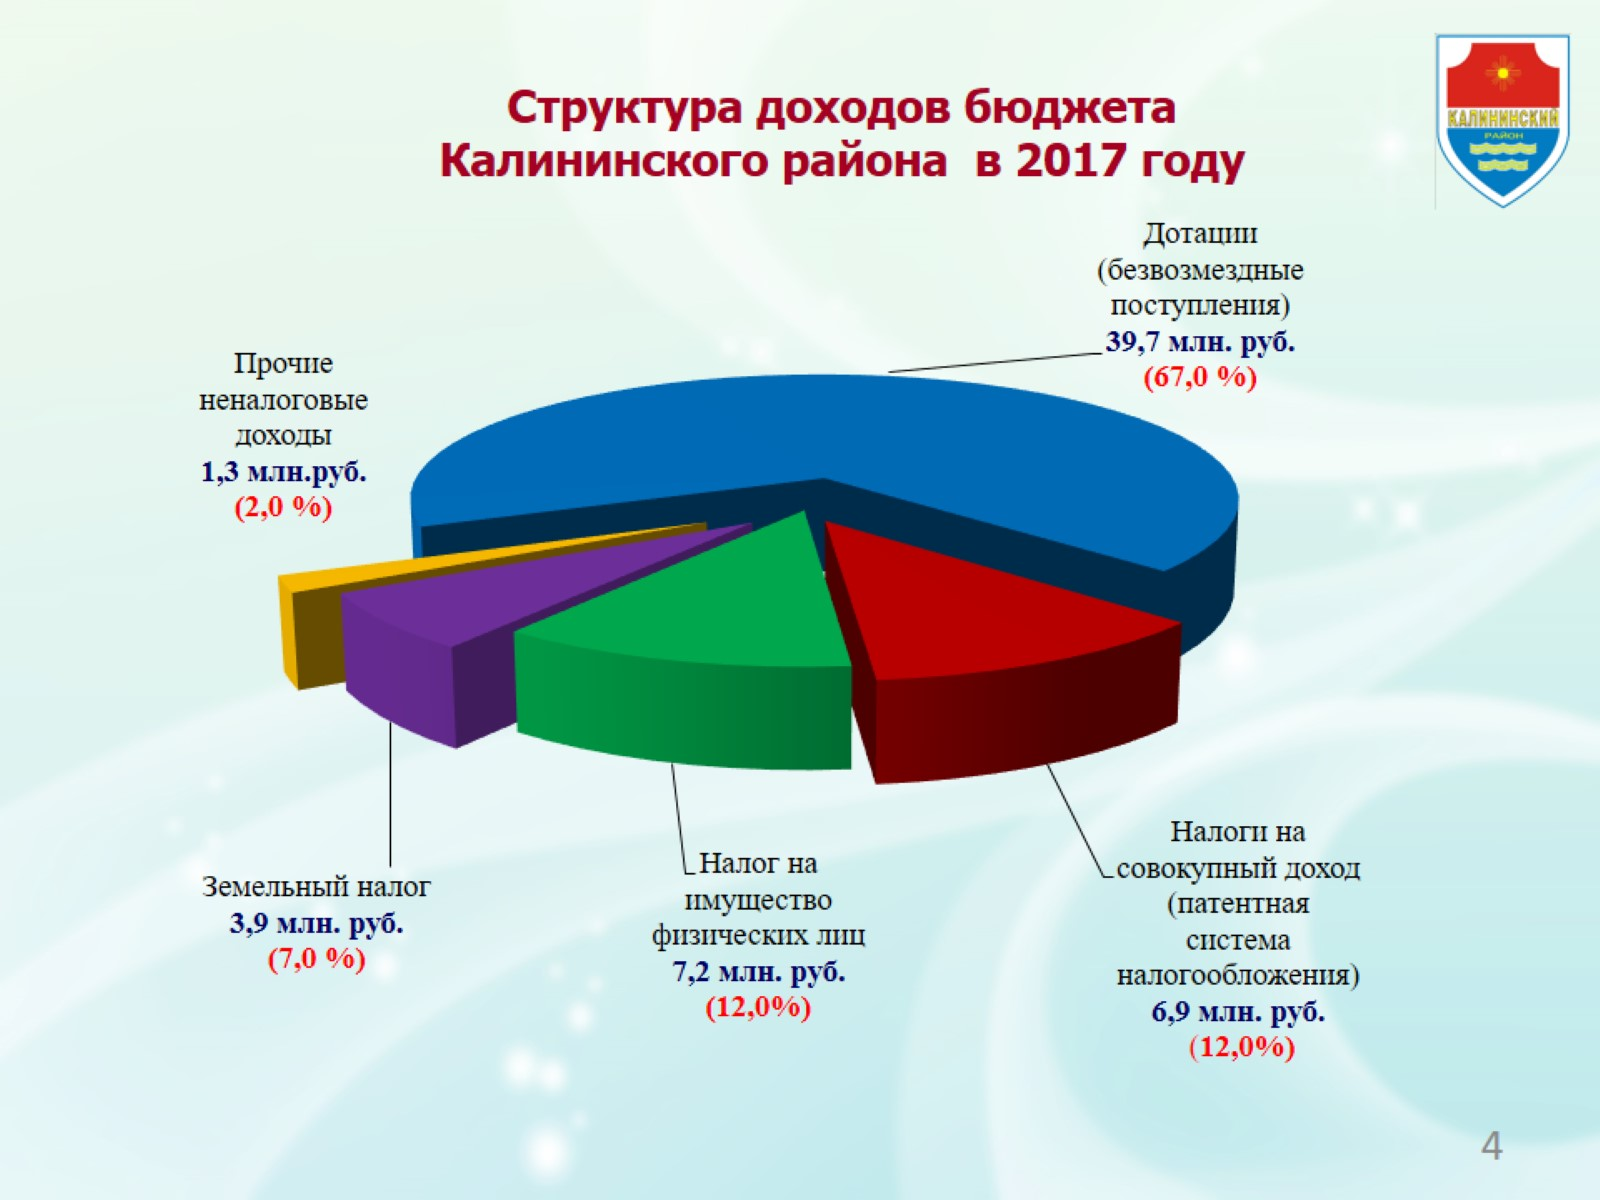 Структура доходов бюджета
Калининского района в 2017 году
КАЛИНИНСКИЙ
РАЙОН
Дотации
(безвозмездные
поступления)
39,7 млн. руб.
(67,0 %)
Прочие
неналоговые
доходы
1,3 млн.руб.
(2,0 %)
Земельный налог
3,9 млн. руб.
(7,0 %)
Налог на
имущество
физических лиц
7,2 млн. руб.
(12,0%)
Налоги на
совокупный доход
(патентная
система
налогообложения)
6,9 млн. руб.
(12,0%)
4